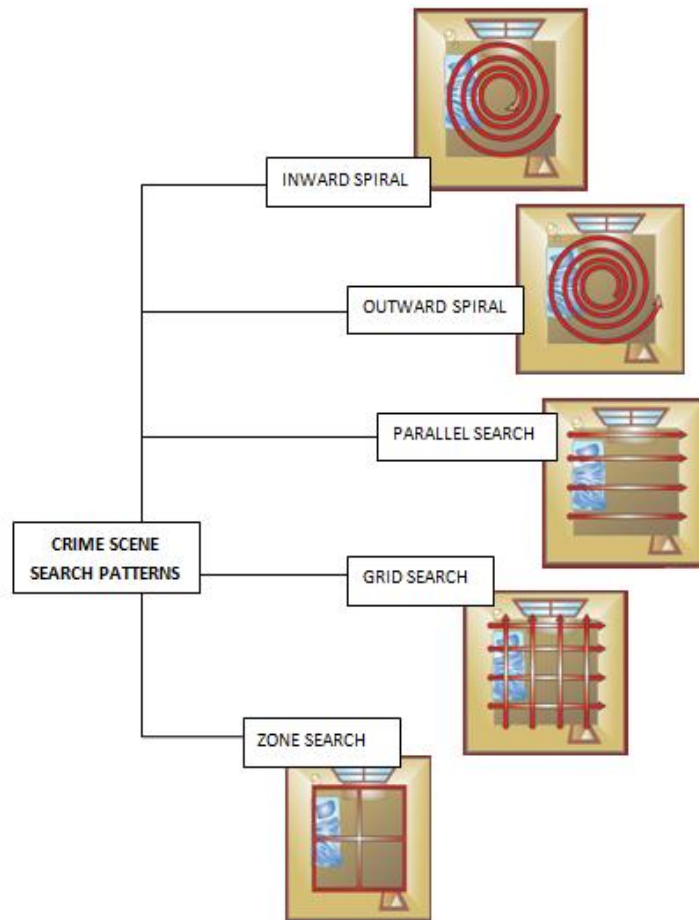 INWARD SPIRAL
OUTWARD SPIRAL
PARALLEL SEARCH
CRIME SCENE
SEARCH PATTERNS
GRID SEARCH
ZONE SEARCH